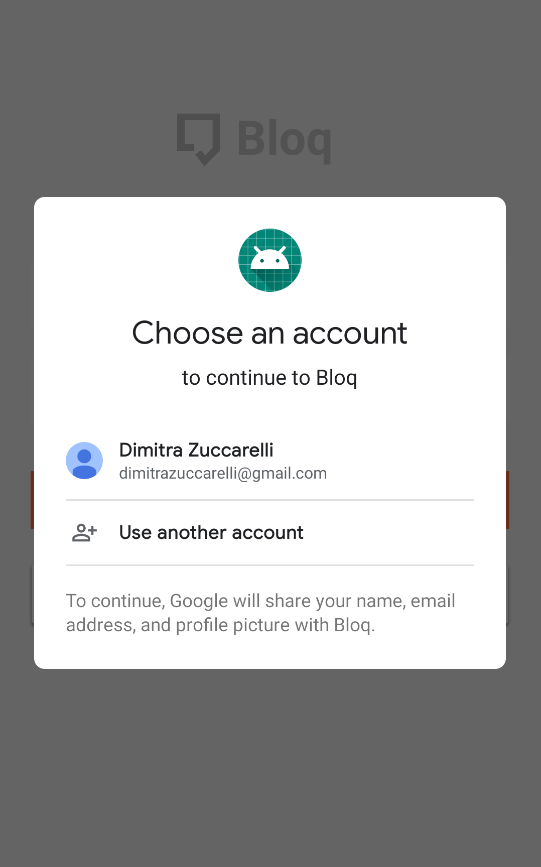 Bloq
Choose an account
to continue to Bloq
Dimitra Zuccarelli
dimitrazuccarelli@gmail.com
Use another account
To continue, Google will share your name, email
address, and profile picture with Bloq.